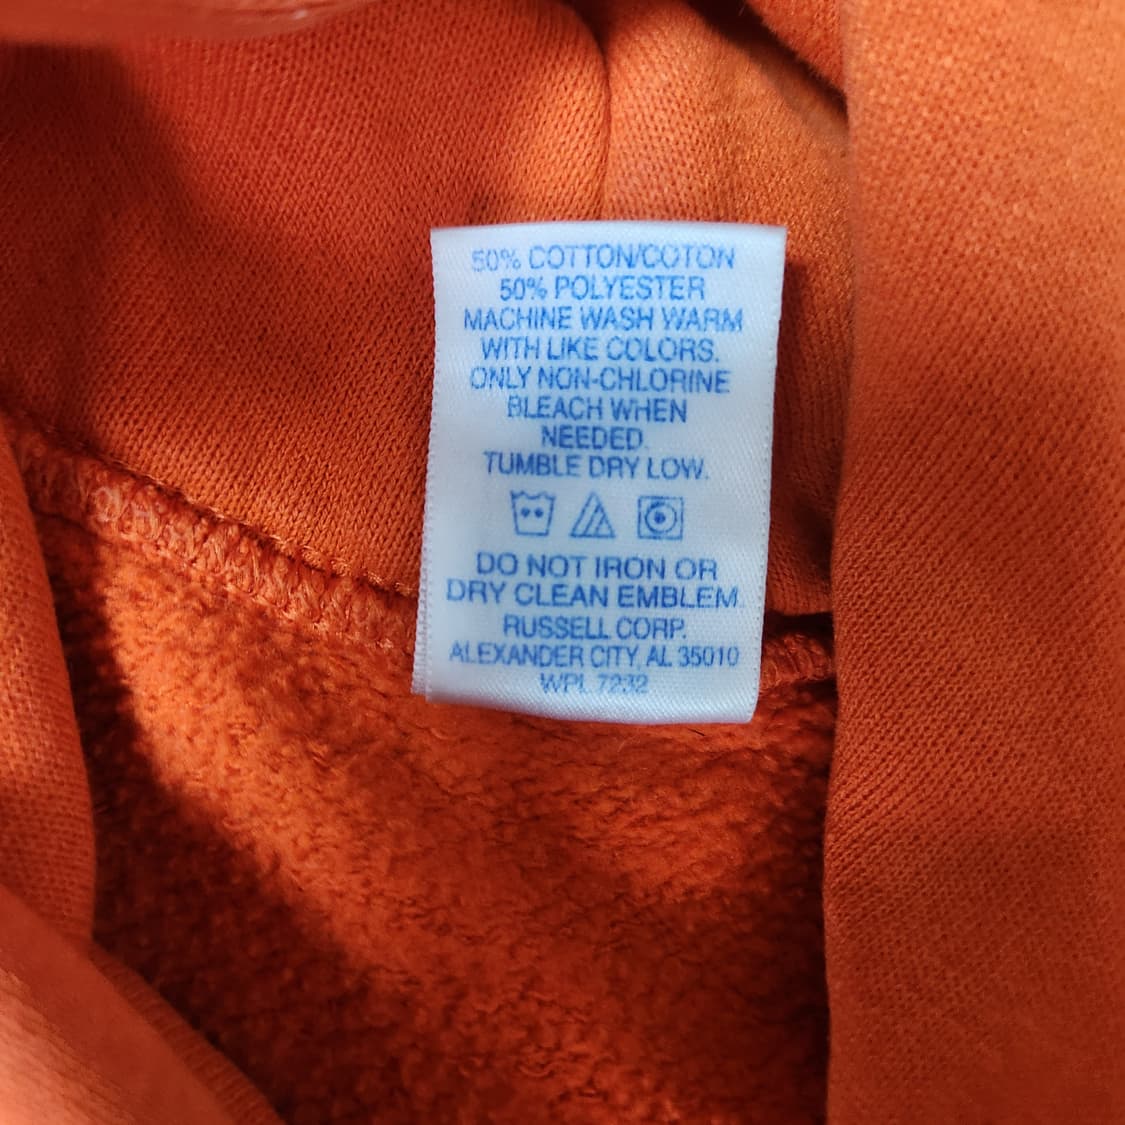 50% COTTON/COTON
50% POLYESTER
MACHINE WASH WARM
WITH LIKE COLORS.
ONLY NON-CHLORINE
BLEACH WHEN
NEEDED.
TUMBLE DRY LOW.
DO NOT IRON OR
DRY CLEAN EMBLEM.
RUSSELL CORP.
ALEXANDER CITY, AL 35010
WPL 7232